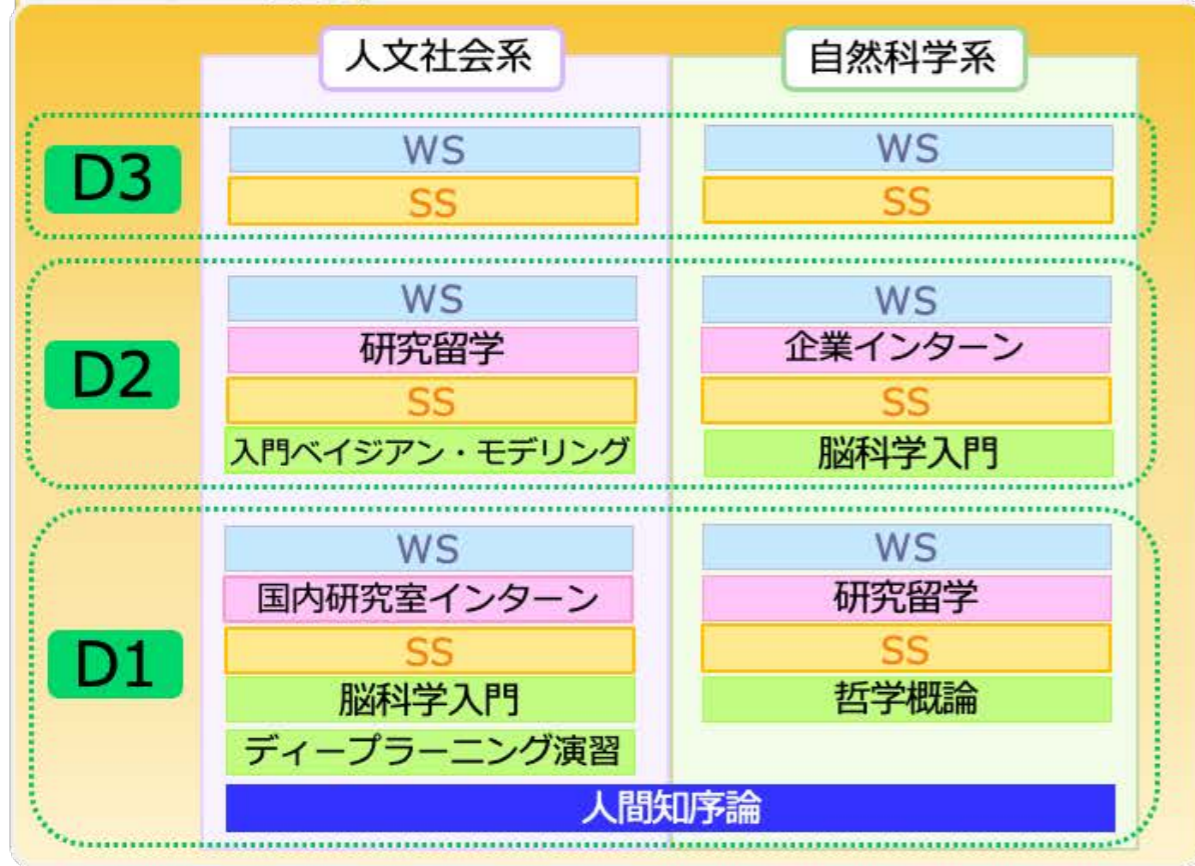 人文社会系
自然科学系
D3
WS
WS
SS
SS
D2
WS
WS
研究留学
企業インターン
SS
SS
入門ベイジアン・モデリング
脳科学入門
D1
WS
WS
国内研究室インターン
研究留学
SS
SS
脳科学入門
哲学概論
ディープラーニング演習
人間知序論